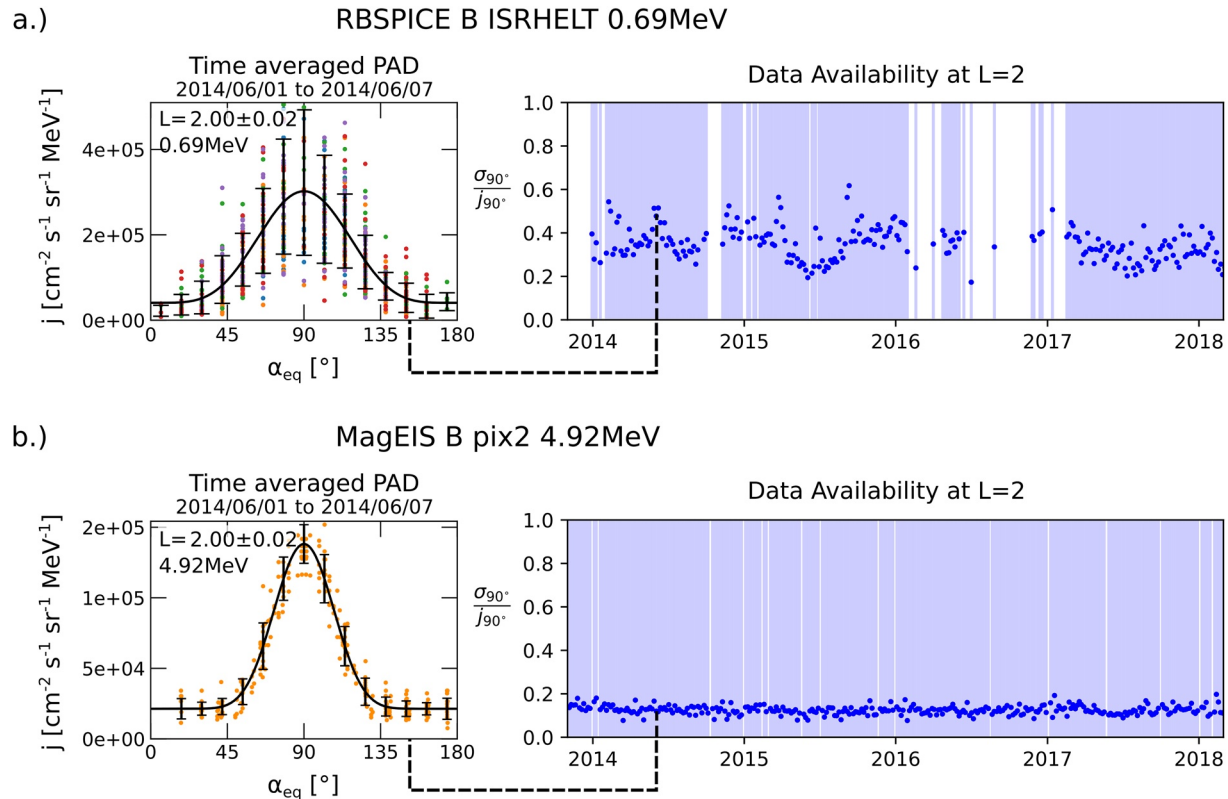 a.)
RBSPICE B ISRHELT 0.69MeV
Time averaged PAD
2014/06/01 to 2014/06/07
L=2.00±0.02
0.69MeV
j [cm-2 s-1 sr-1 MeV-1]
4e+05
2e+05
0e+00
0 45 90 135 180
αeq [°]
Data Availability at L=2
σ90°
j90°
1.0
0.8
0.6
0.4
0.2
0.0
2014 2015 2016 2017 2018
b.)
MagEIS B pix2 4.92MeV
Time averaged PAD
2014/06/01 to 2014/06/07
L=2.00±0.02
4.92MeV
j [cm-2 s-1 sr-1 MeV-1]
2e+05
1e+05
5e+04
0e+00
0 45 90 135 180
αeq [°]
Data Availability at L=2
σ90°
j90°
1.0
0.8
0.6
0.4
0.2
0.0
2014 2015 2016 2017 2018